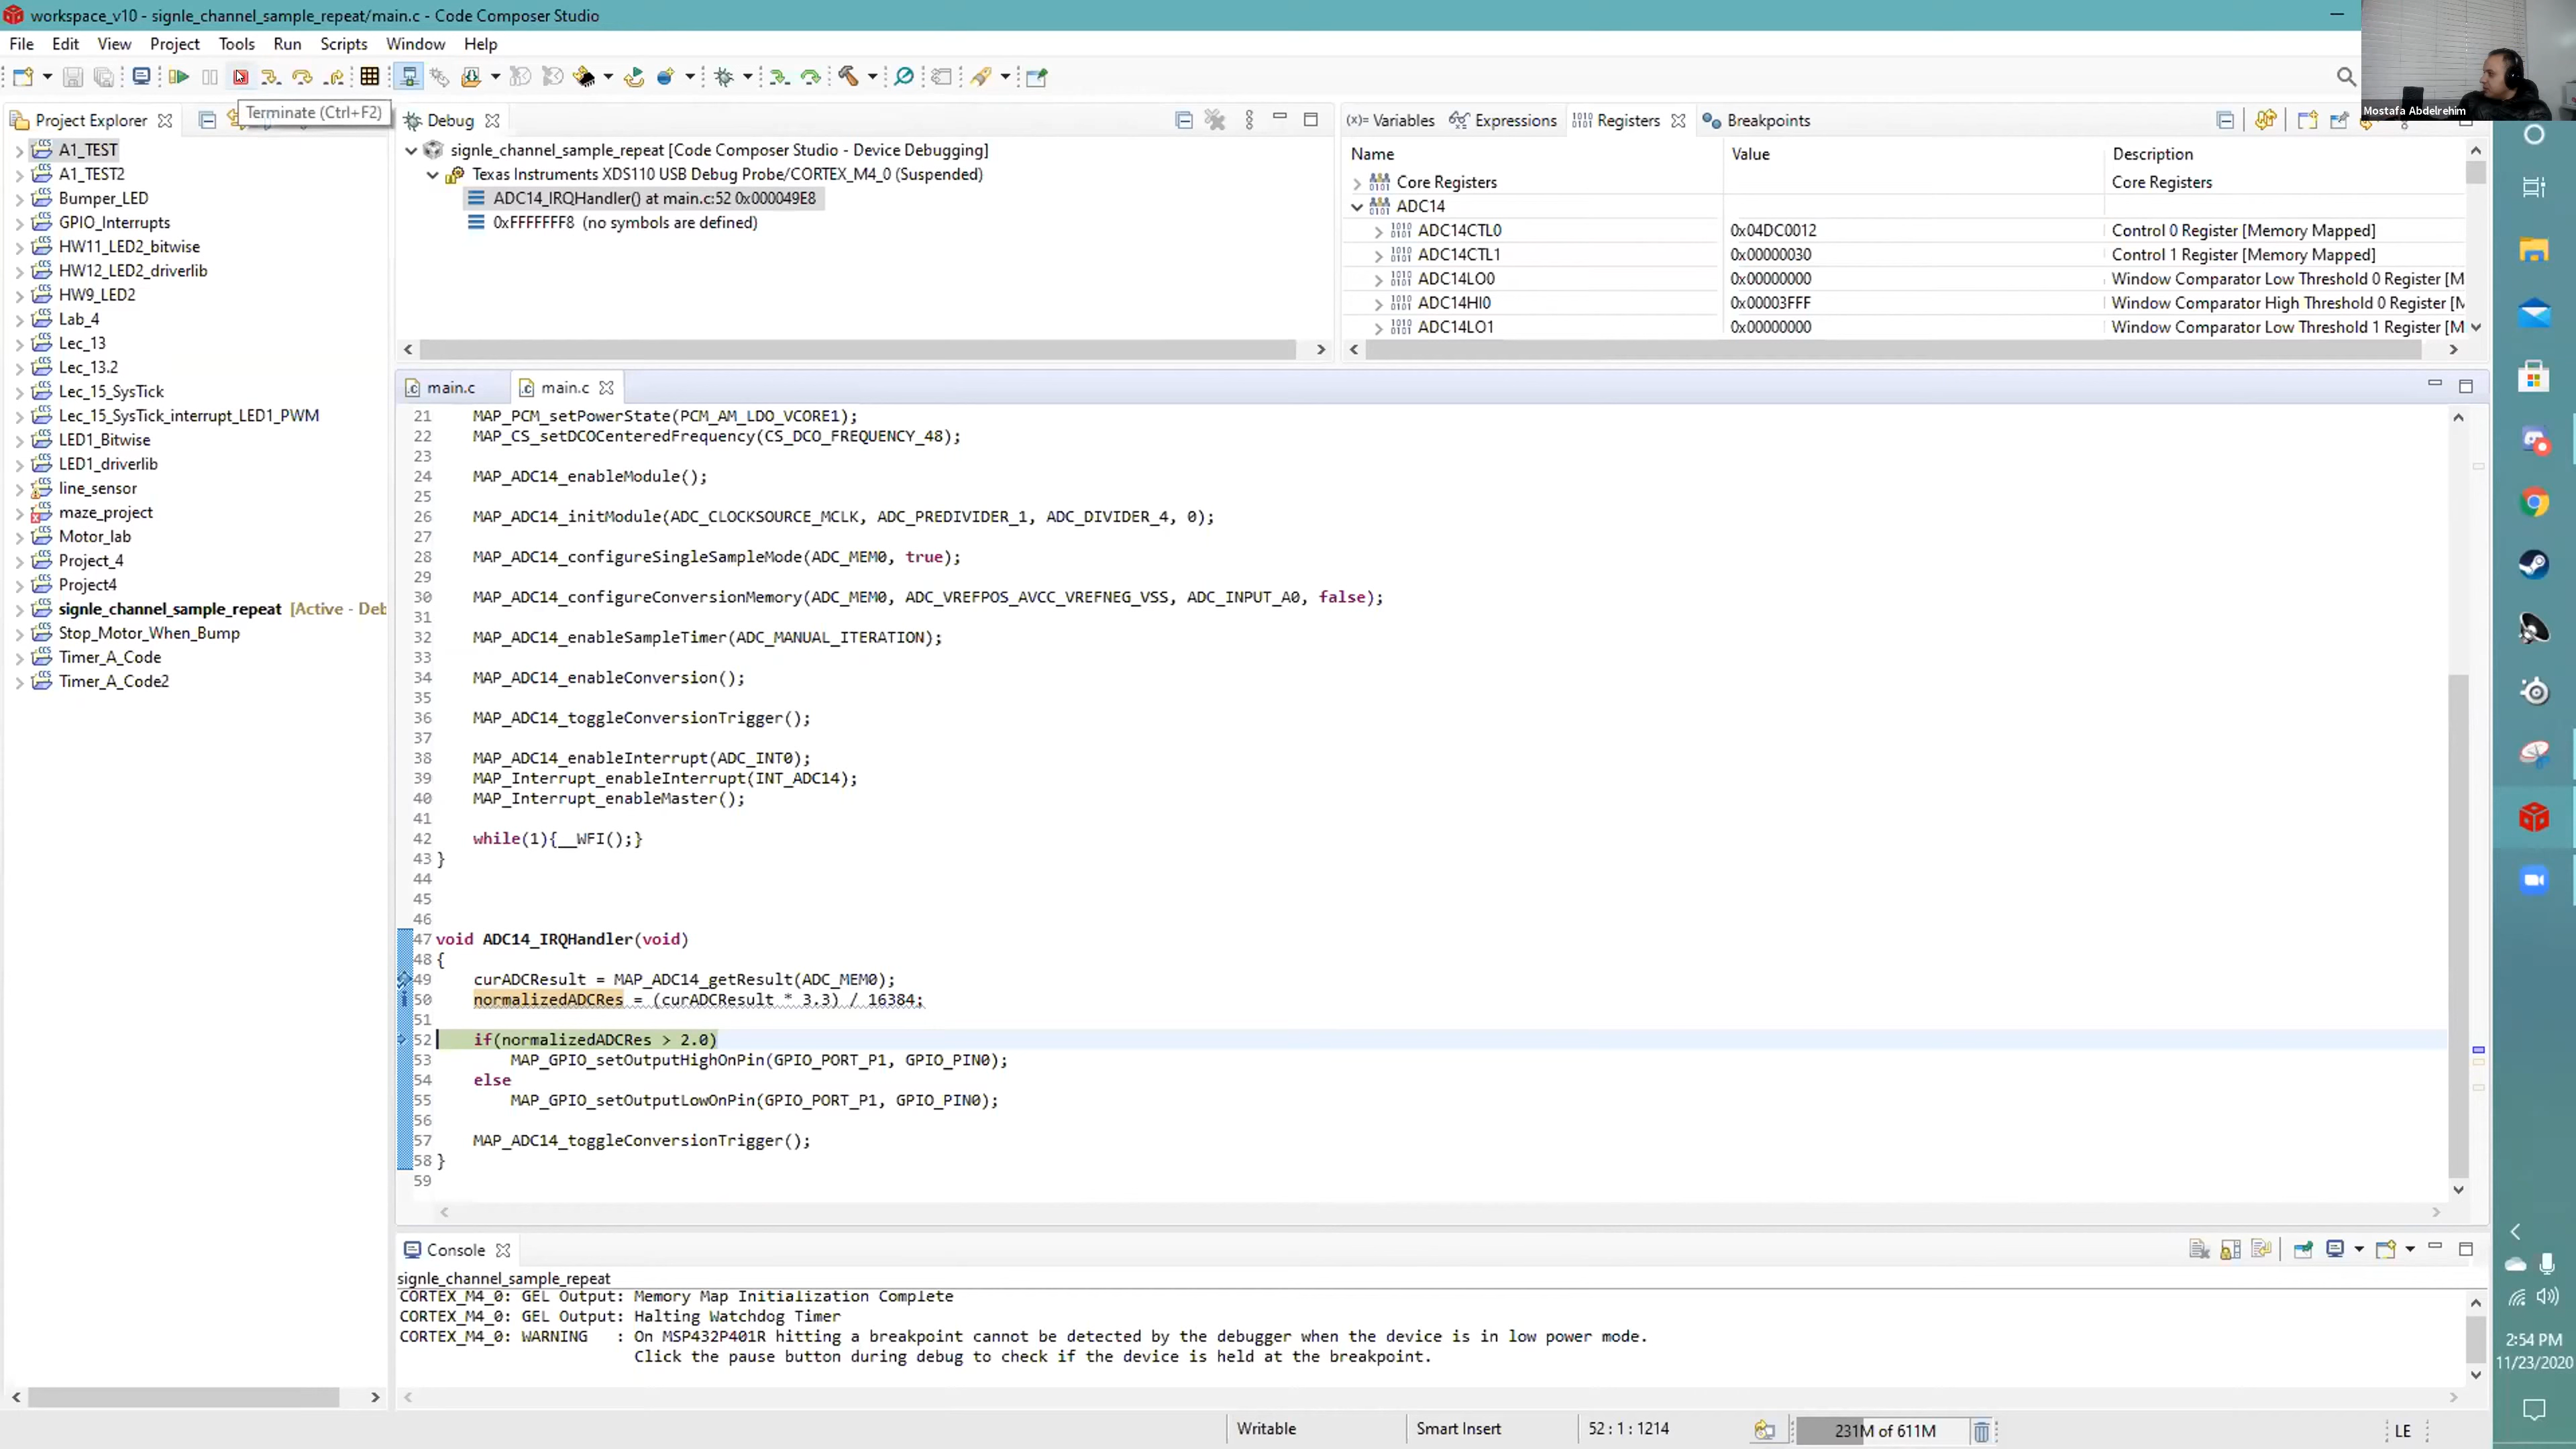 workspace_v10 - signle_channel_sample_repeat/main.c - Code Composer Studio
File Edit View Project Tools Run Scripts Window Help
Mostafa Abdelrehim
Terminate (Ctrl+F2)
Project Explorer
A1_TEST
A1_TEST2
Bumper_LED
GPIO_Interrupts
HW11_LED2_bitwise
HW12_LED2_driverlib
HW9_LED2
Lab_4
Lec_13
Lec_13.2
Lec_15_SysTick
Lec_15_SysTick_interrupt_LED1_PWM
LED1_Bitwise
LED1_driverlib
line_sensor
maze_project
Motor_lab
Project_4
Project4
signle_channel_sample_repeat [Active - Deb
Stop_Motor_When_Bump
Timer_A_Code
Timer_A_Code2
Debug
signle_channel_sample_repeat [Code Composer Studio - Device Debugging]
Texas Instruments XDS110 USB Debug Probe/CORTEX_M4_0 (Suspended)
ADC14_IRQHandler() at main.c:52 0x000049E8
0xFFFFFFF8 (no symbols are defined)
(x)= Variables Expressions Registers Breakpoints
Name Value Description
Core Registers Core Registers
ADC14
ADC14CTL0 0x04DC0012 Control 0 Register [Memory Mapped]
ADC14CTL1 0x00000030 Control 1 Register [Memory Mapped]
ADC14LO0 0x00000000 Window Comparator Low Threshold 0 Register [M
ADC14HI0 0x00003FFF Window Comparator High Threshold 0 Register [M
ADC14LO1 0x00000000 Window Comparator Low Threshold 1 Register [M
main.c main.c
21 MAP_PCM_setPowerState(PCM_AM_LDO_VCORE1);
22 MAP_CS_setDCOCenteredFrequency(CS_DCO_FREQUENCY_48);
23
24 MAP_ADC14_enableModule();
25
26 MAP_ADC14_initModule(ADC_CLOCKSOURCE_MCLK, ADC_PREDIVIDER_1, ADC_DIVIDER_4, 0);
27
28 MAP_ADC14_configureSingleSampleMode(ADC_MEM0, true);
29
30 MAP_ADC14_configureConversionMemory(ADC_MEM0, ADC_VREFPOS_AVCC_VREFNEG_VSS, ADC_INPUT_A0, false);
31
32 MAP_ADC14_enableSampleTimer(ADC_MANUAL_ITERATION);
33
34 MAP_ADC14_enableConversion();
35
36 MAP_ADC14_toggleConversionTrigger();
37
38 MAP_ADC14_enableInterrupt(ADC_INT0);
39 MAP_Interrupt_enableInterrupt(INT_ADC14);
40 MAP_Interrupt_enableMaster();
41
42 while(1){__WFI();}
43 }
44
45
46
47 void ADC14_IRQHandler(void)
48 {
49 curADCResult = MAP_ADC14_getResult(ADC_MEM0);
50 normalizedADCRes = (curADCResult * 3.3) / 16384;
51
52 if(normalizedADCRes > 2.0)
53 MAP_GPIO_setOutputHighOnPin(GPIO_PORT_P1, GPIO_PIN0);
54 else
55 MAP_GPIO_setOutputLowOnPin(GPIO_PORT_P1, GPIO_PIN0);
56
57 MAP_ADC14_toggleConversionTrigger();
58 }
59
Console
signle_channel_sample_repeat
CORTEX_M4_0: GEL Output: Memory Map Initialization Complete
CORTEX_M4_0: GEL Output: Halting Watchdog Timer
CORTEX_M4_0: WARNING : On MSP432P401R hitting a breakpoint cannot be detected by the debugger when the device is in low power mode.
Click the pause button during debug to check if the device is held at the breakpoint.
Writable Smart Insert 52 : 1 : 1214 231M of 611M LE
2:54 PM
11/23/2020